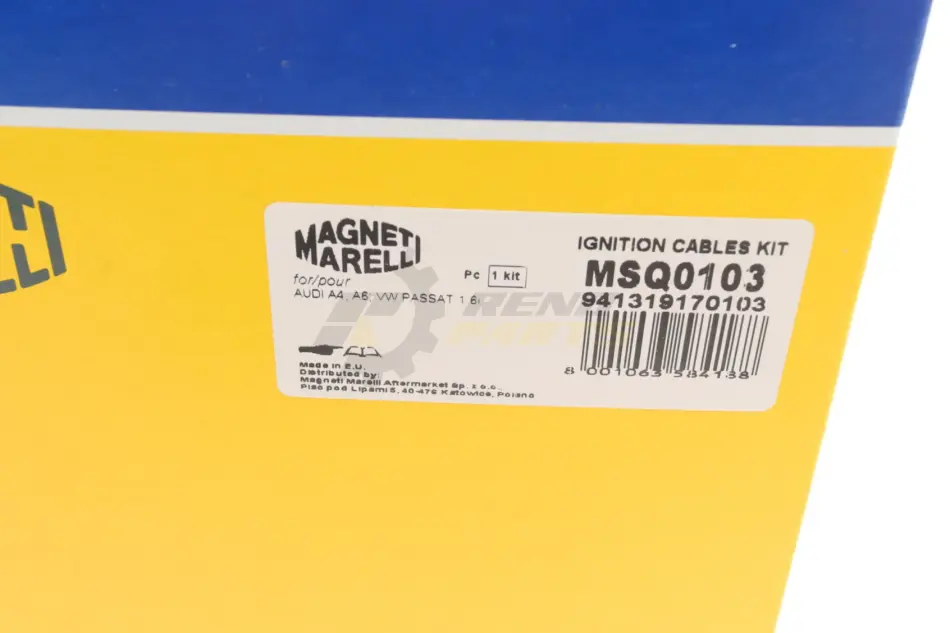 MAGNETI
MARELLI
for/pour
AUDI A4, A6, VW PASSAT 1.6i
Pc 1 kit
IGNITION CABLES KIT
MSQ0103
941319170103
8 001063 584138
Made in E.U.
Distributed by:
Magneti Marelli Aftermarket Sp. z o.o.
Plac pod Lipami 5, 40-476 Katowice, Poland
PARTS